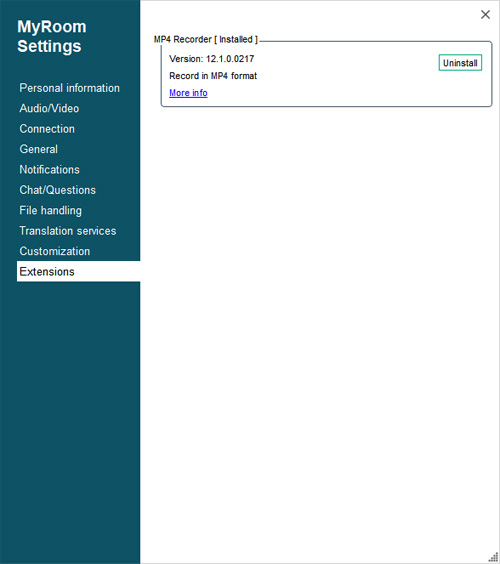 MyRoom
Settings
Personal information
Audio/Video
Connection
General
Notifications
Chat/Questions
File handling
Translation services
Customization
Extensions
MP4 Recorder [ Installed ]
Version: 12.1.0.0217
Uninstall
Record in MP4 format
More info